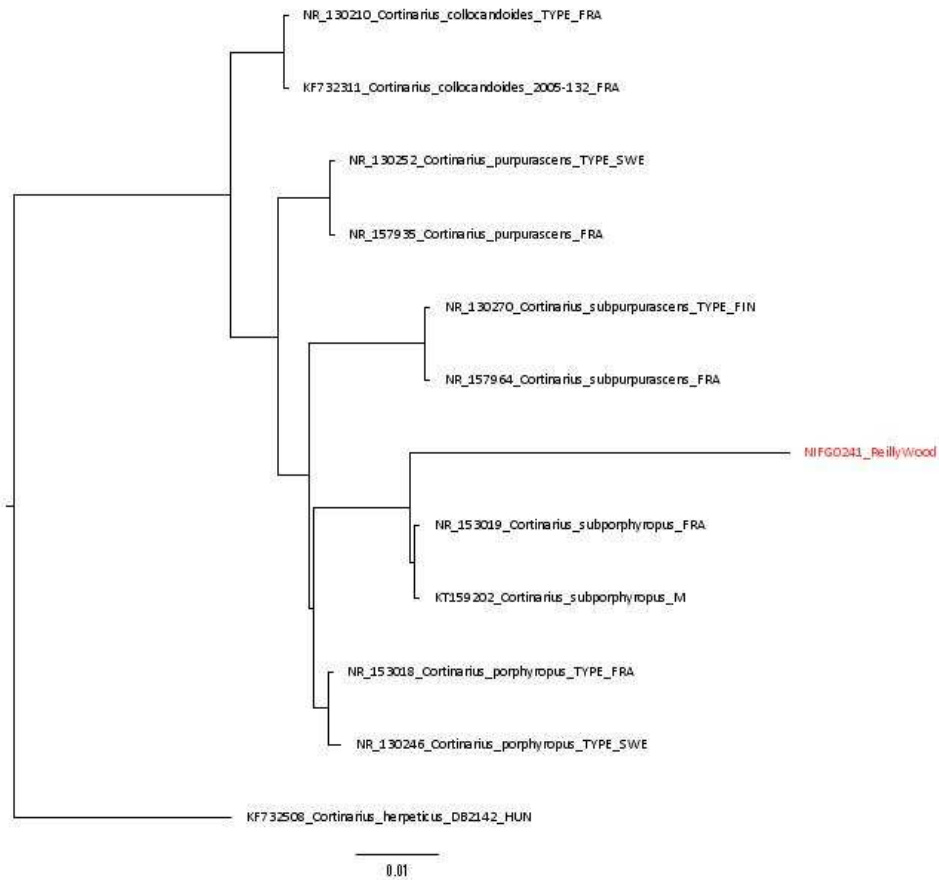 NR_130210_Cortinarius_collocandoides_TYPE_FRA
KF732311_Cortinarius_collocandoides_2005-132_FRA
NR_130252_Cortinarius_purpurascens_TYPE_SWE
NR_157935_Cortinarius_purpurascens_FRA
NR_130270_Cortinarius_subpurpurascens_TYPE_FIN
NR_157964_Cortinarius_subpurpurascens_FRA
NIFG0241_ReillyWood
NR_153019_Cortinarius_subporphyropus_FRA
KT159202_Cortinarius_subporphyropus_M
NR_153018_Cortinarius_porphyropus_TYPE_FRA
NR_130246_Cortinarius_porphyropus_TYPE_SWE
KF732508_Cortinarius_herpeticus_DB2142_HUN
0.01